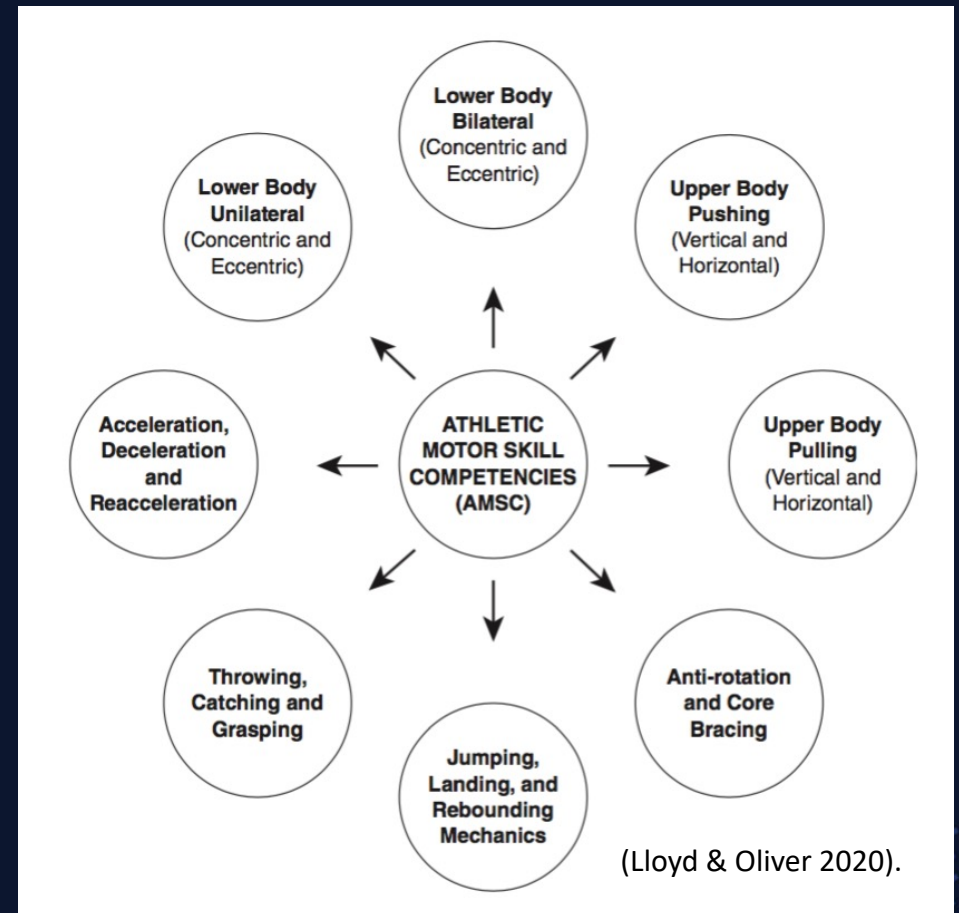 Lower Body
Bilateral
(Concentric and
Eccentric)
Lower Body
Unilateral
(Concentric and
Eccentric)
Upper Body
Pushing
(Vertical and
Horizontal)
Acceleration,
Deceleration
and
Reacceleration
ATHLETIC
MOTOR SKILL
COMPETENCIES
(AMSC)
Upper Body
Pulling
(Vertical and
Horizontal)
Throwing,
Catching and
Grasping
Anti-rotation
and Core
Bracing
Jumping,
Landing, and
Rebounding
Mechanics
(Lloyd & Oliver 2020).